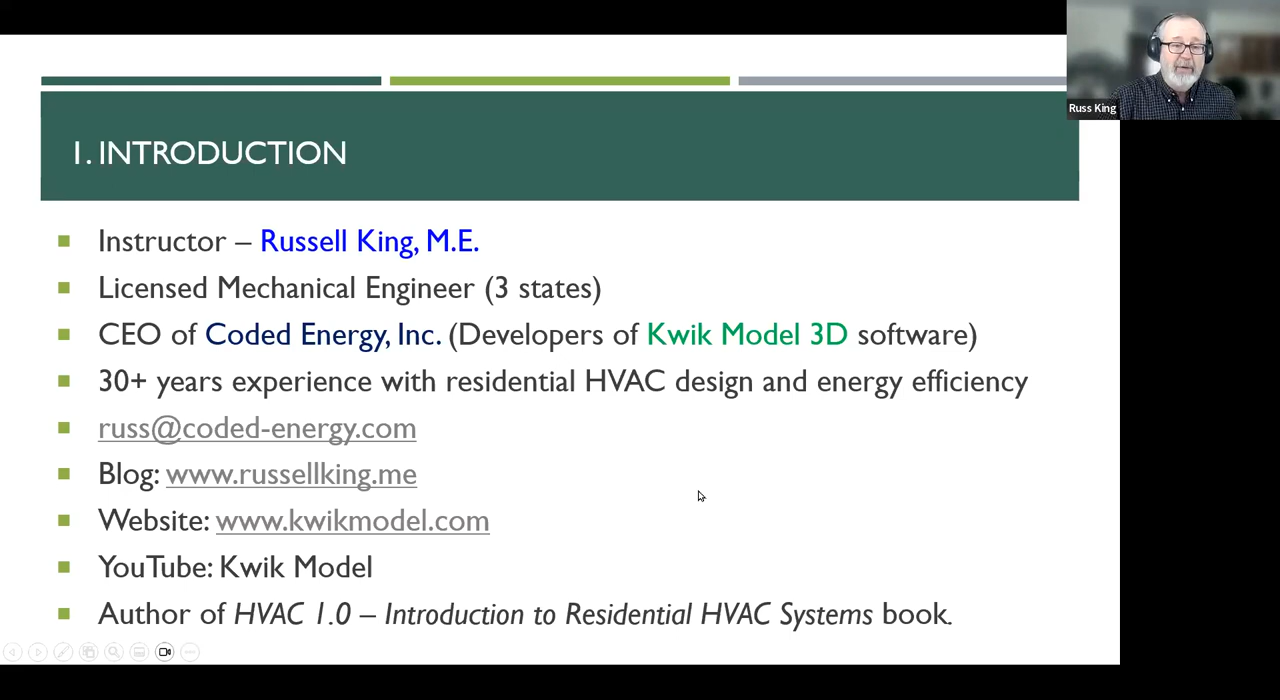 Russ King
1. INTRODUCTION
Instructor – Russell King, M.E.
Licensed Mechanical Engineer (3 states)
CEO of Coded Energy, Inc. (Developers of Kwik Model 3D software)
30+ years experience with residential HVAC design and energy efficiency
russ@coded-energy.com
Blog: www.russellking.me
Website: www.kwikmodel.com
YouTube: Kwik Model
Author of HVAC 1.0 – Introduction to Residential HVAC Systems book.